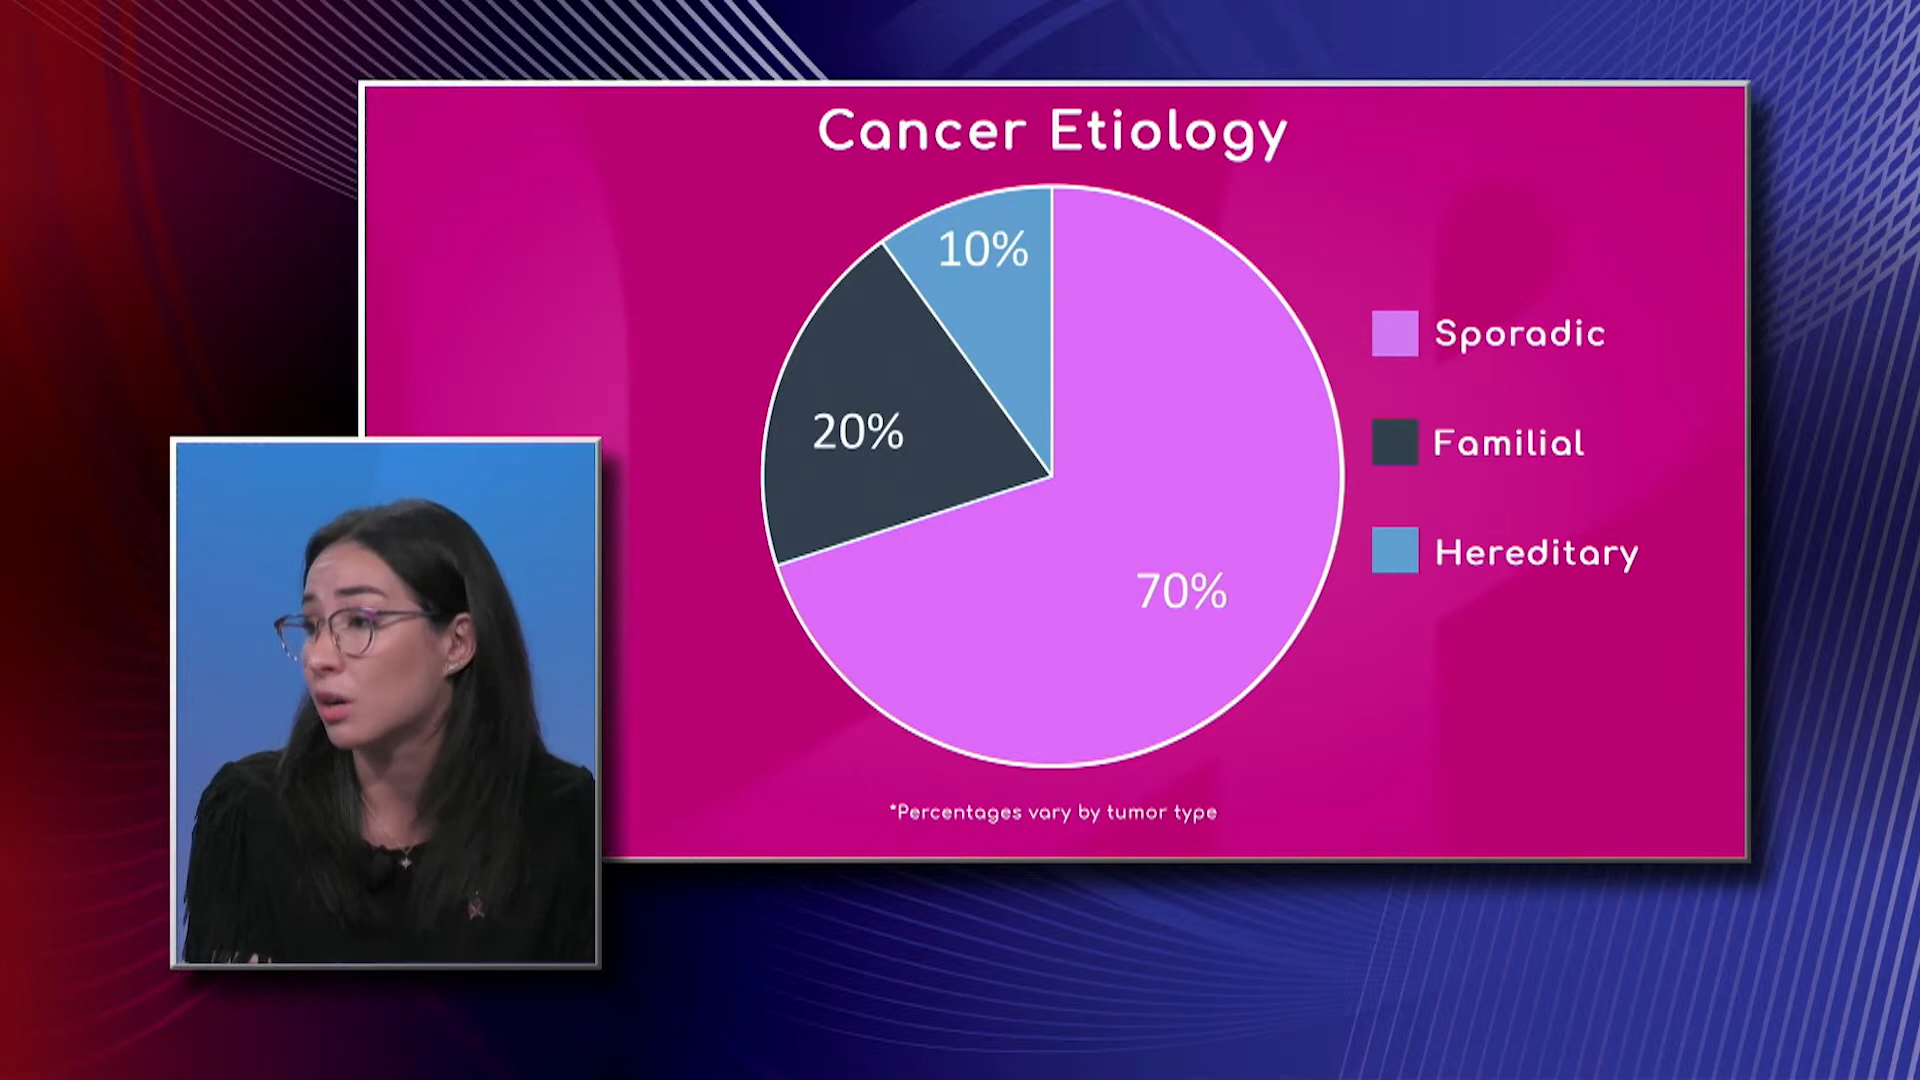 Cancer Etiology
10%
20%
70%
Sporadic
Familial
Hereditary
*Percentages vary by tumor type